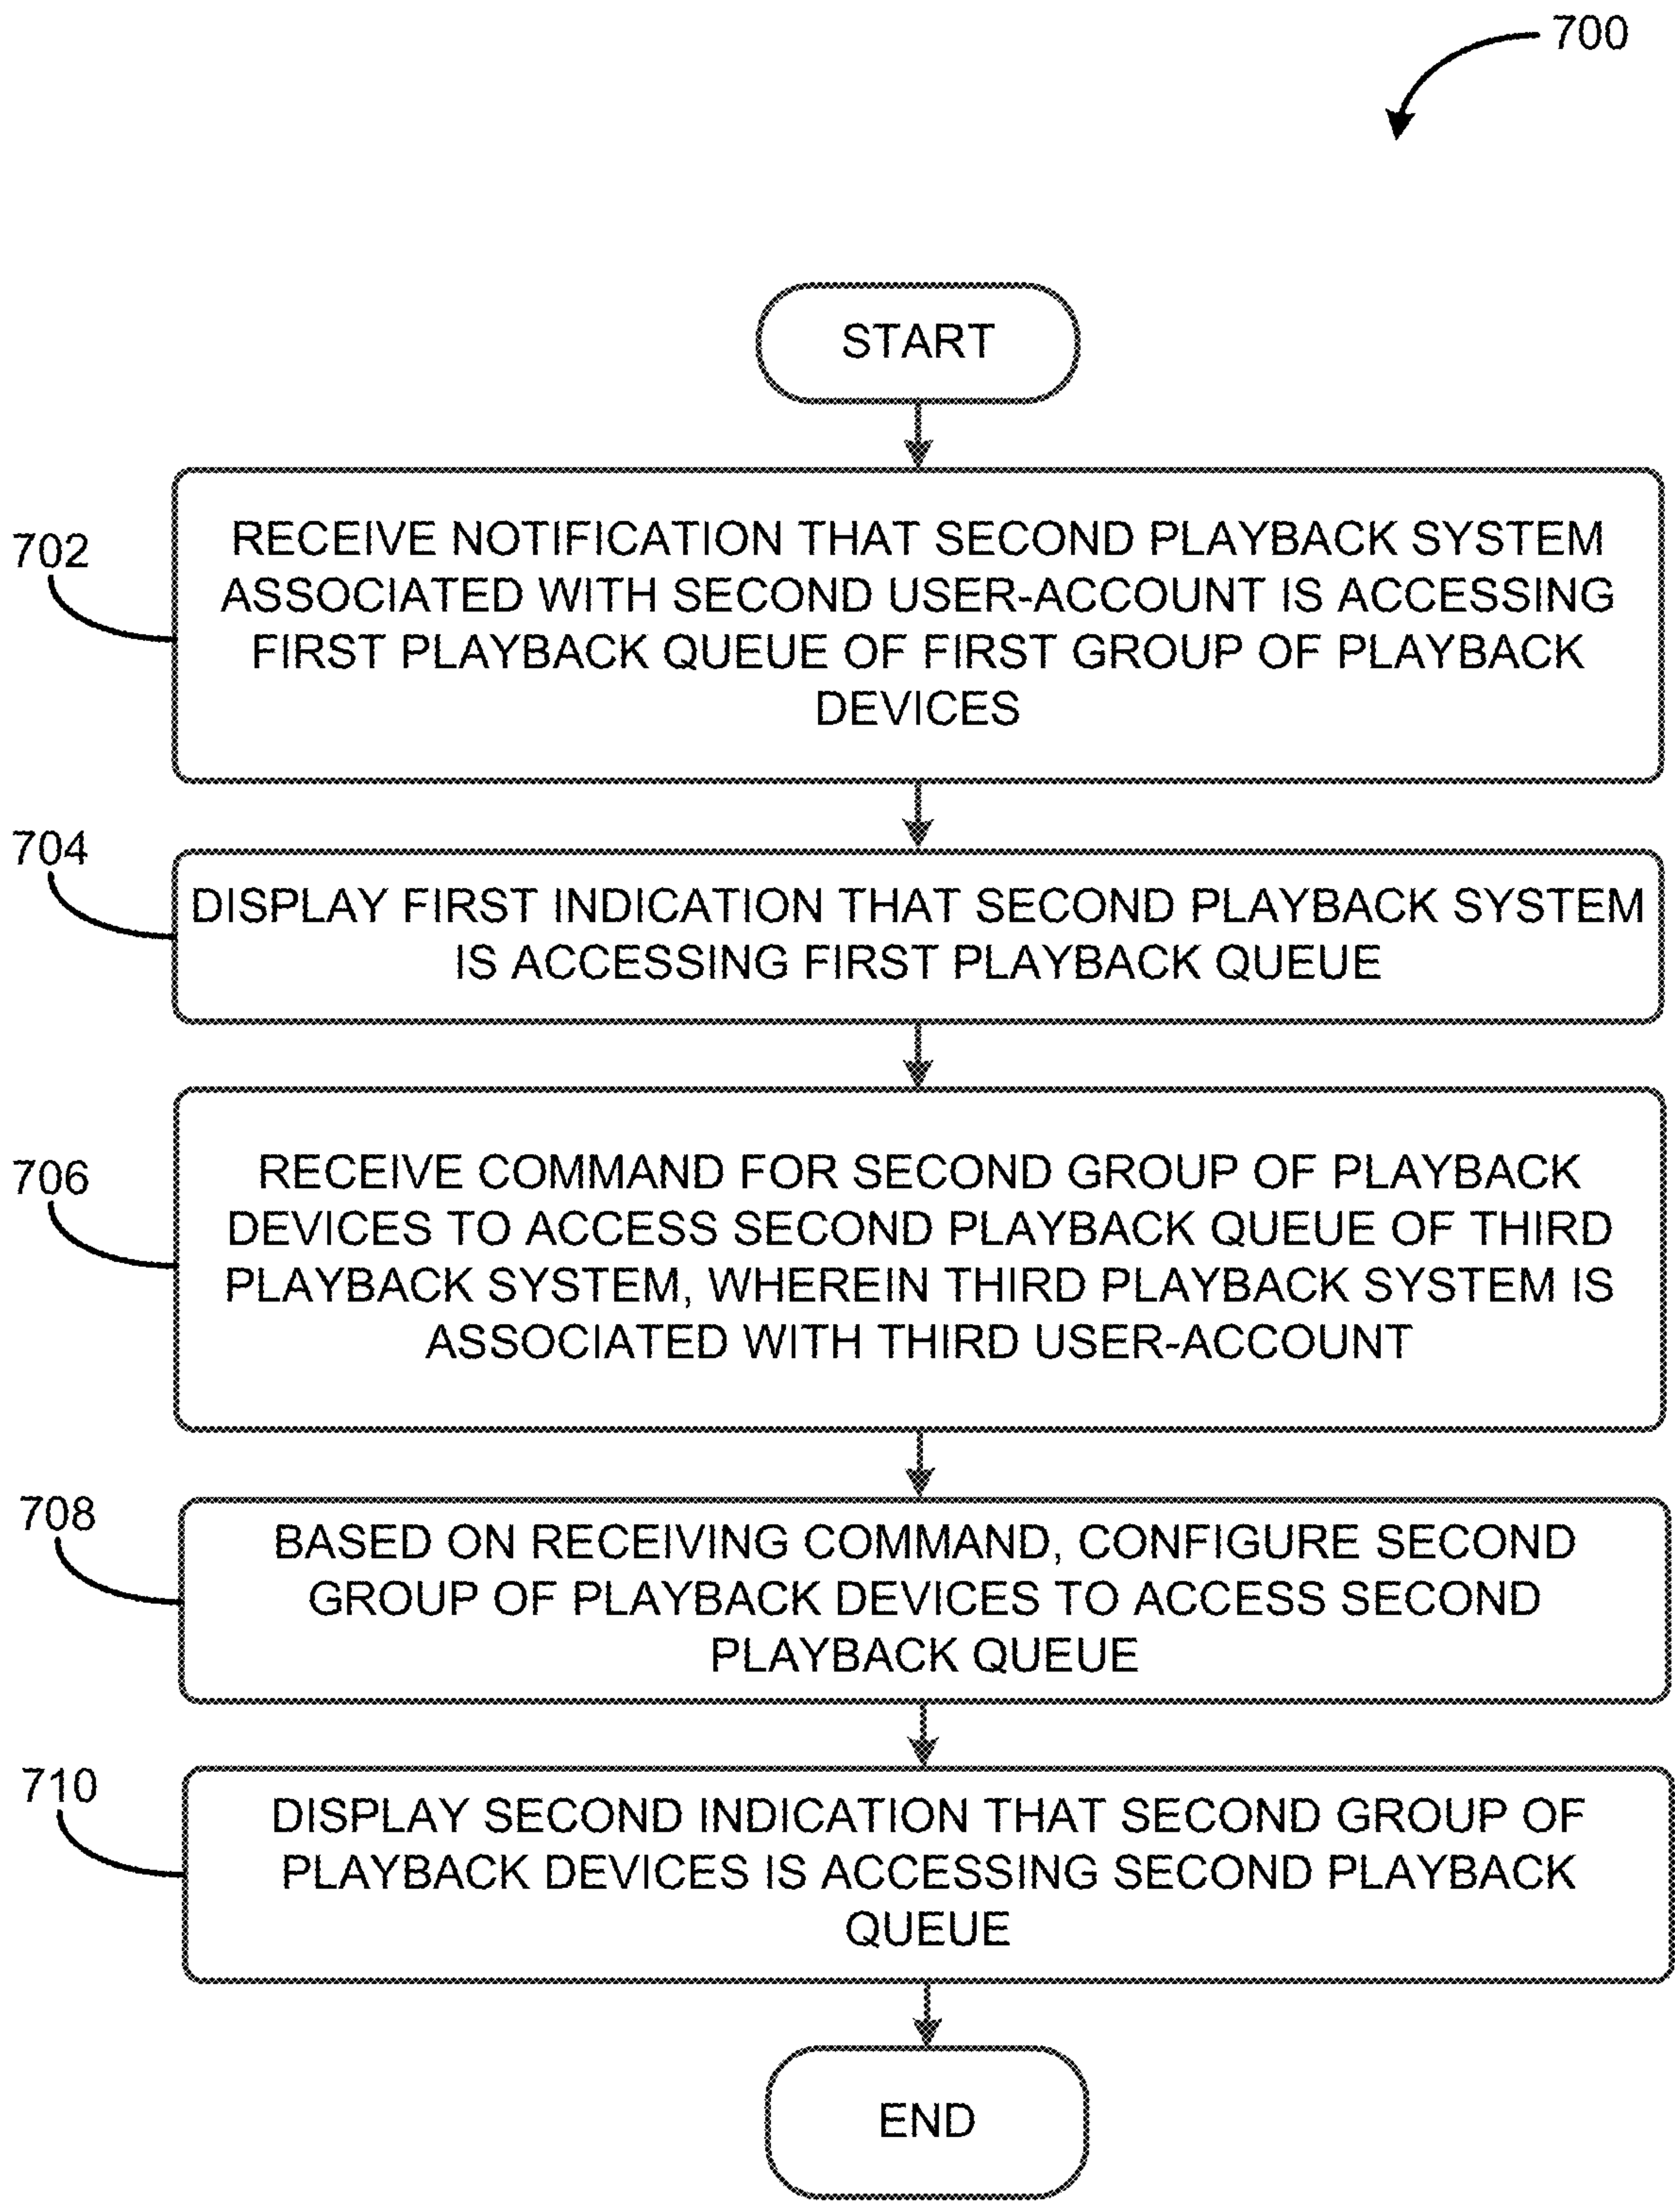 700
START
702
RECEIVE NOTIFICATION THAT SECOND PLAYBACK SYSTEM
ASSOCIATED WITH SECOND USER-ACCOUNT IS ACCESSING
FIRST PLAYBACK QUEUE OF FIRST GROUP OF PLAYBACK
DEVICES
704
DISPLAY FIRST INDICATION THAT SECOND PLAYBACK SYSTEM
IS ACCESSING FIRST PLAYBACK QUEUE
706
RECEIVE COMMAND FOR SECOND GROUP OF PLAYBACK
DEVICES TO ACCESS SECOND PLAYBACK QUEUE OF THIRD
PLAYBACK SYSTEM, WHEREIN THIRD PLAYBACK SYSTEM IS
ASSOCIATED WITH THIRD USER-ACCOUNT
708
BASED ON RECEIVING COMMAND, CONFIGURE SECOND
GROUP OF PLAYBACK DEVICES TO ACCESS SECOND
PLAYBACK QUEUE
710
DISPLAY SECOND INDICATION THAT SECOND GROUP OF
PLAYBACK DEVICES IS ACCESSING SECOND PLAYBACK
QUEUE
END